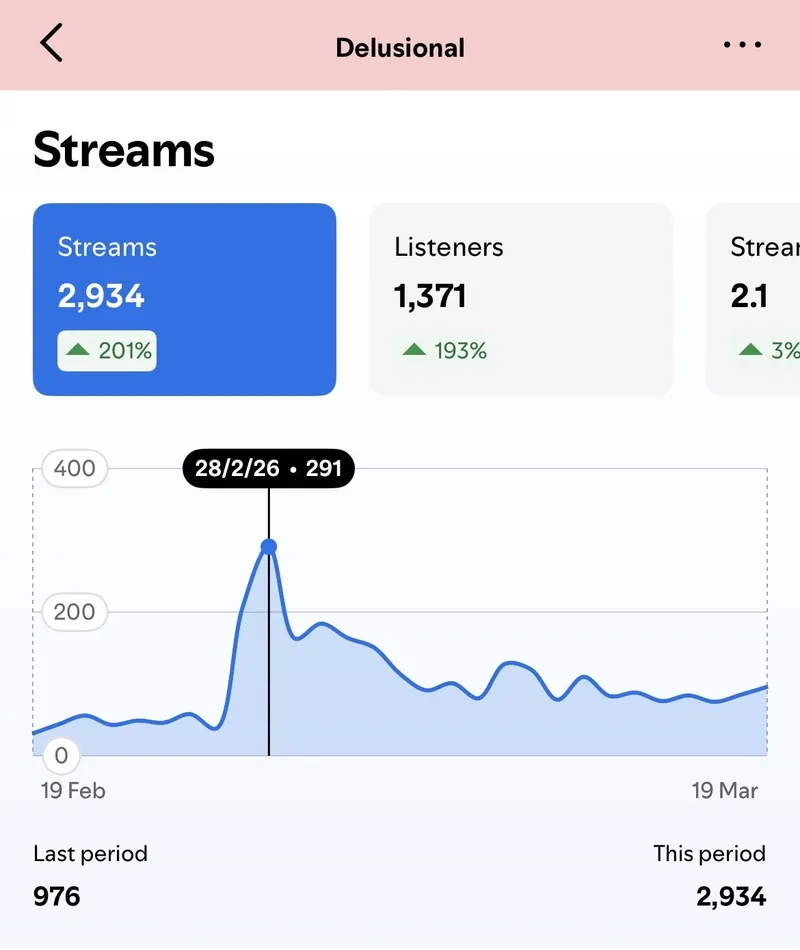 Delusional
Streams
Streams
2,934
201%
Listeners
1,371
193%
2.1
3%
400
28/2/26 • 291
200
0
19 Feb
19 Mar
Last period
976
This period
2,934